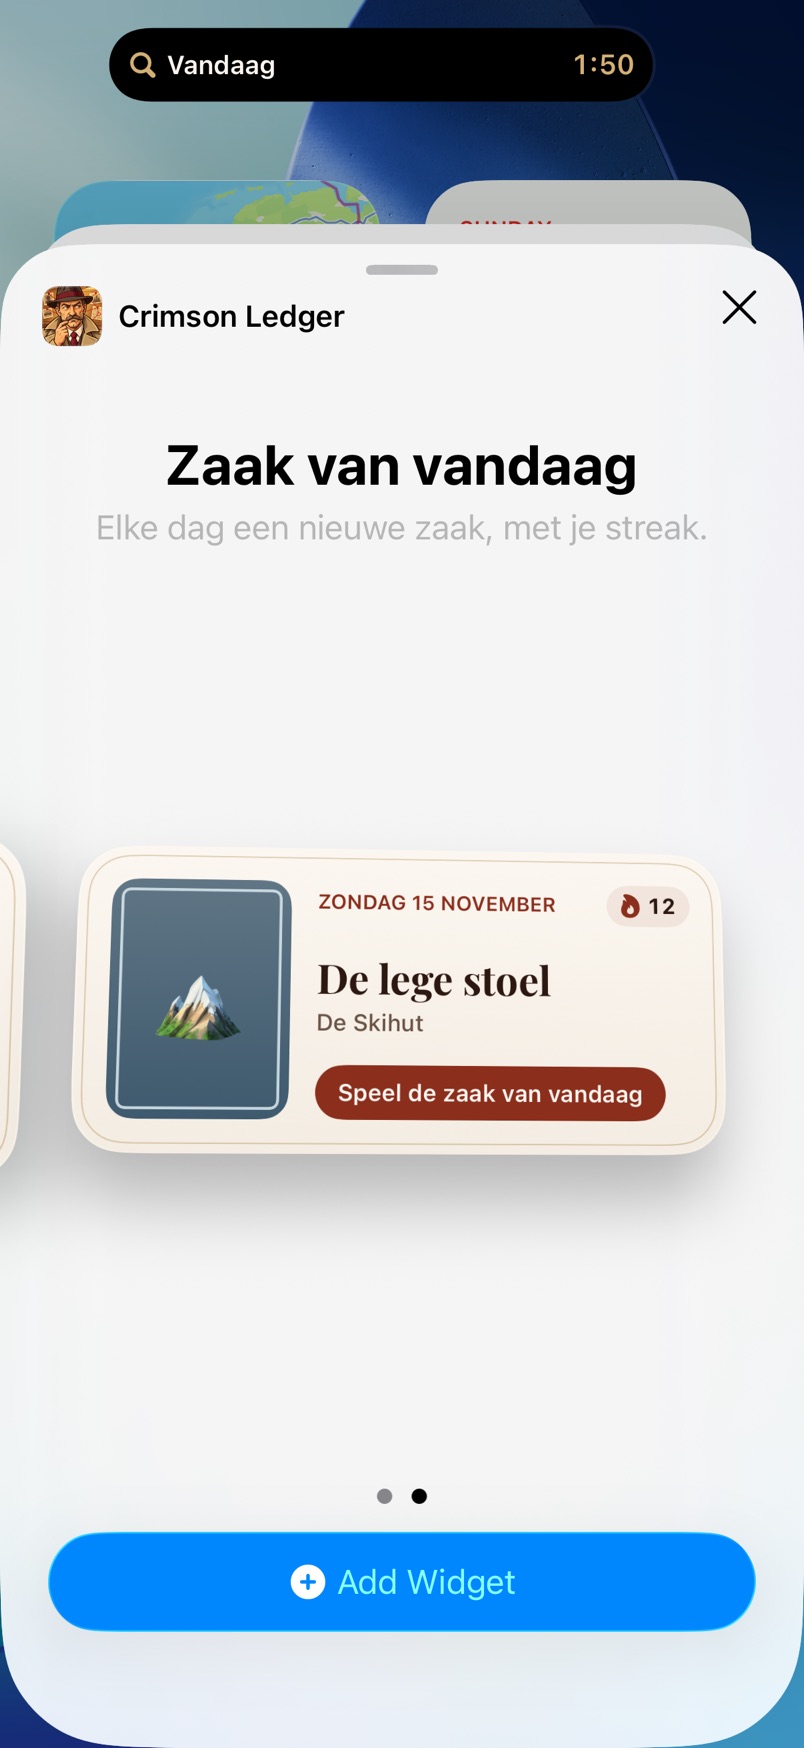 Vandaag 1:50
SUNDAY
Crimson Ledger
Zaak van vandaag
Elke dag een nieuwe zaak, met je streak.
ZONDAG 15 NOVEMBER 12
De lege stoel
De Skihut
Speel de zaak van vandaag
Add Widget